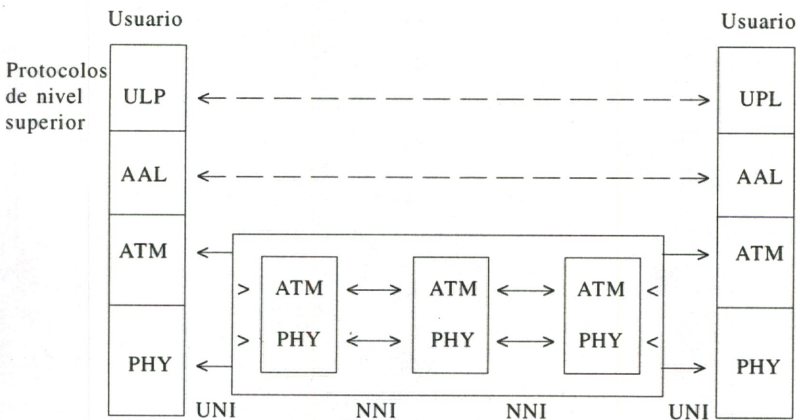 Usuario
Usuario
Protocolos
de nivel
superior
ULP
UPL
AAL
AAL
ATM
ATM
ATM
ATM
ATM
PHY
PHY
PHY
PHY
PHY
UNI
NNI
NNI
UNI